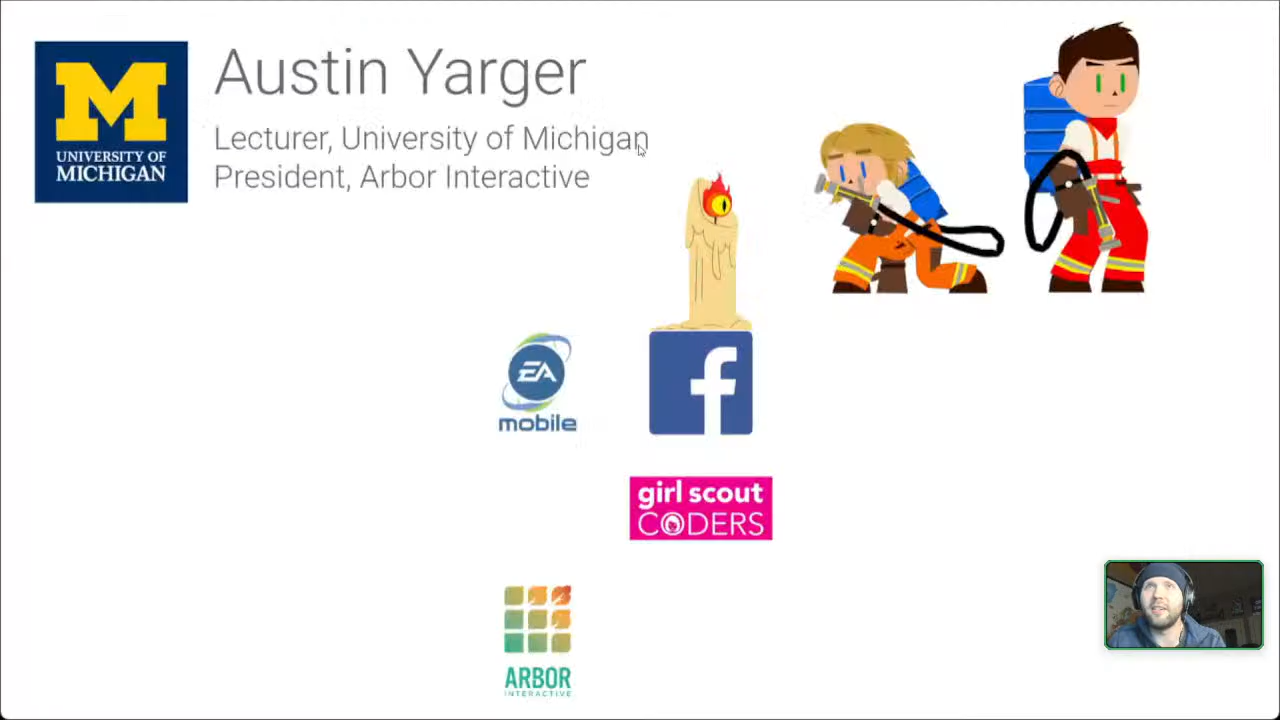 Austin Yarger
Lecturer, University of Michigan
President, Arbor Interactive
M
UNIVERSITY OF
MICHIGAN
EA
mobile
f
girl scout
CODERS
ARBOR
INTERACTIVE